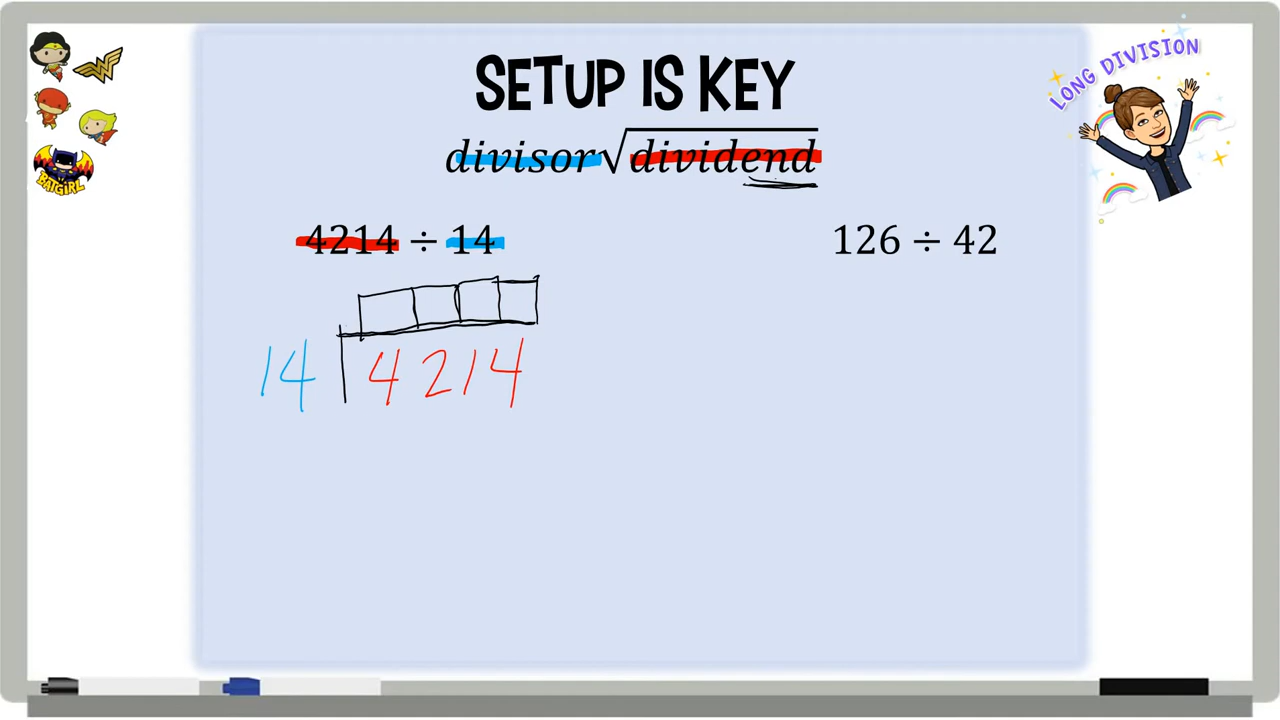 SETUP IS KEY
LONG DIVISION
divisor√dividend
BATGIRL
4214 ÷ 14
126 ÷ 42
14 4214